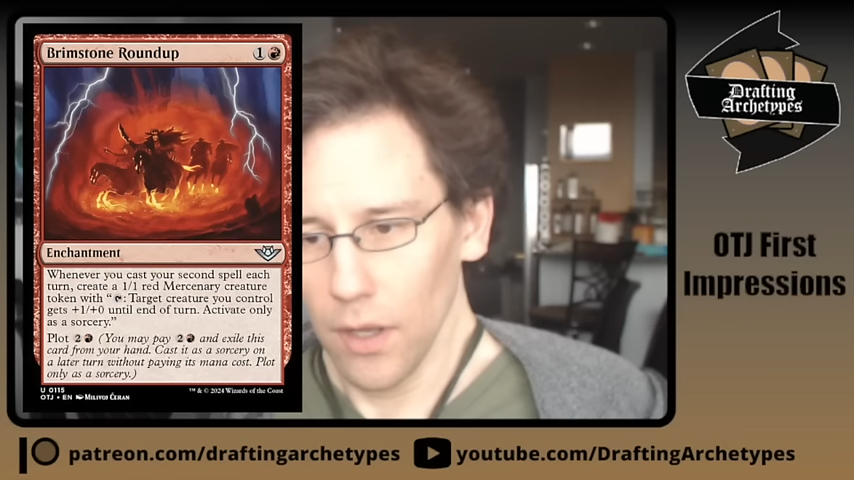 Brimstone Roundup 1
Enchantment
Whenever you cast your second spell each
turn, create a 1/1 red Mercenary creature
token with “ : Target creature you control
gets +1/+0 until end of turn. Activate only
as a sorcery.”
Plot 2 (You may pay 2 and exile this
card from your hand. Cast it as a sorcery on
a later turn without paying its mana cost. Plot
only as a sorcery.)
U 0115
OTJ • EN Milivoj Ćeran
™ & © 2024 Wizards of the Coast
Drafting
Archetypes
OTJ First
Impressions
patreon.com/draftingarchetypes
youtube.com/DraftingArchetypes